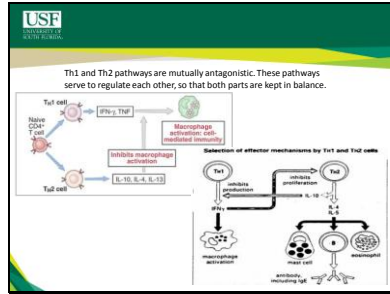 USF
UNIVERSITY OF
SOUTH FLORIDA
Th1 and Th2 pathways are mutually antagonistic. These pathways
serve to regulate each other, so that both parts are kept in balance.
TH1 cell
IFN-γ, TNF
Naive
CD4+
T cell
Macrophage
activation: cell-
mediated immunity
Inhibits macrophage
activation
TH2 cell
IL-10, IL-4, IL-13
Selection of effector mechanisms by TH1 and TH2 cells
TH1
TH2
inhibits
production
inhibits
proliferation
IL-10
IFNγ
IL-4
IL-5
macrophage
activation
mast cell
B
eosinophil
antibody,
including IgE